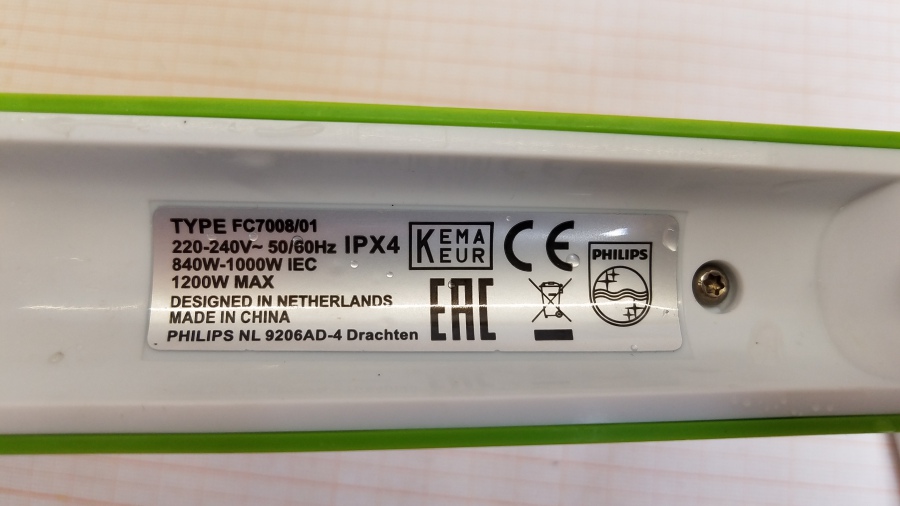 TYPE FC7008/01
220-240V~ 50/60Hz IPX4
840W-1000W IEC
1200W MAX
DESIGNED IN NETHERLANDS
MADE IN CHINA
PHILIPS NL 9206AD-4 Drachten
KEMA
KEUR
CE
EAC
PHILIPS